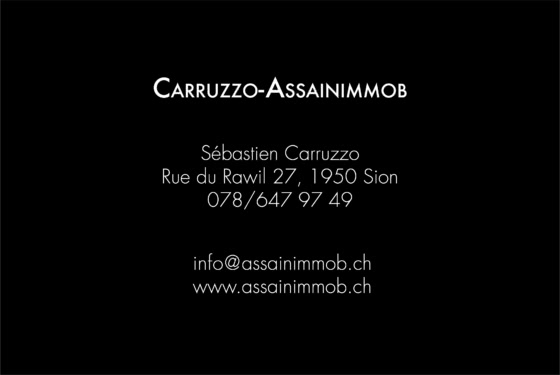 Carruzzo-Assainimmob
Sébastien Carruzzo
Rue du Rawil 27, 1950 Sion
078/647 97 49
info@assainimmob.ch
www.assainimmob.ch